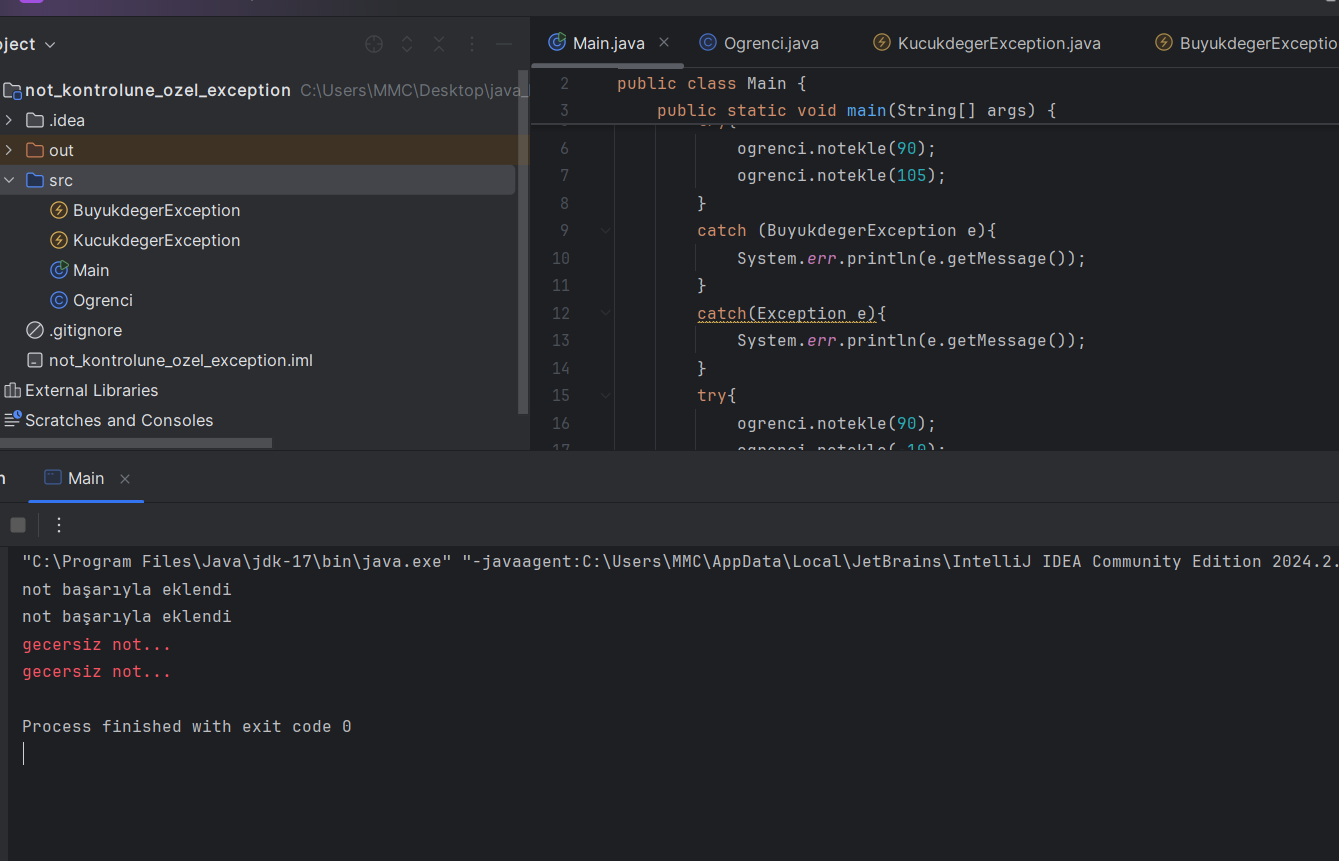 ject
not_kontrolune_ozel_exception C:\Users\MMC\Desktop\java_
.idea
out
src
BuyukdegerException
KucukdegerException
Main
Ogrenci
.gitignore
not_kontrolune_ozel_exception.iml
External Libraries
Scratches and Consoles
Main.java Ogrenci.java KucukdegerException.java BuyukdegerExceptio
2 public class Main {
3 public static void main(String[] args) {
6 ogrenci.notekle(90);
7 ogrenci.notekle(105);
8 }
9 catch (BuyukdegerException e){
10 System.err.println(e.getMessage());
11 }
12 catch(Exception e){
13 System.err.println(e.getMessage());
14 }
15 try{
16 ogrenci.notekle(90);
17 ogrenci.notekle(-10);
Main
"C:\Program Files\Java\jdk-17\bin\java.exe" "-javaagent:C:\Users\MMC\AppData\Local\JetBrains\IntelliJ IDEA Community Edition 2024.2.
not başarıyla eklendi
not başarıyla eklendi
gecersiz not...
gecersiz not...
Process finished with exit code 0